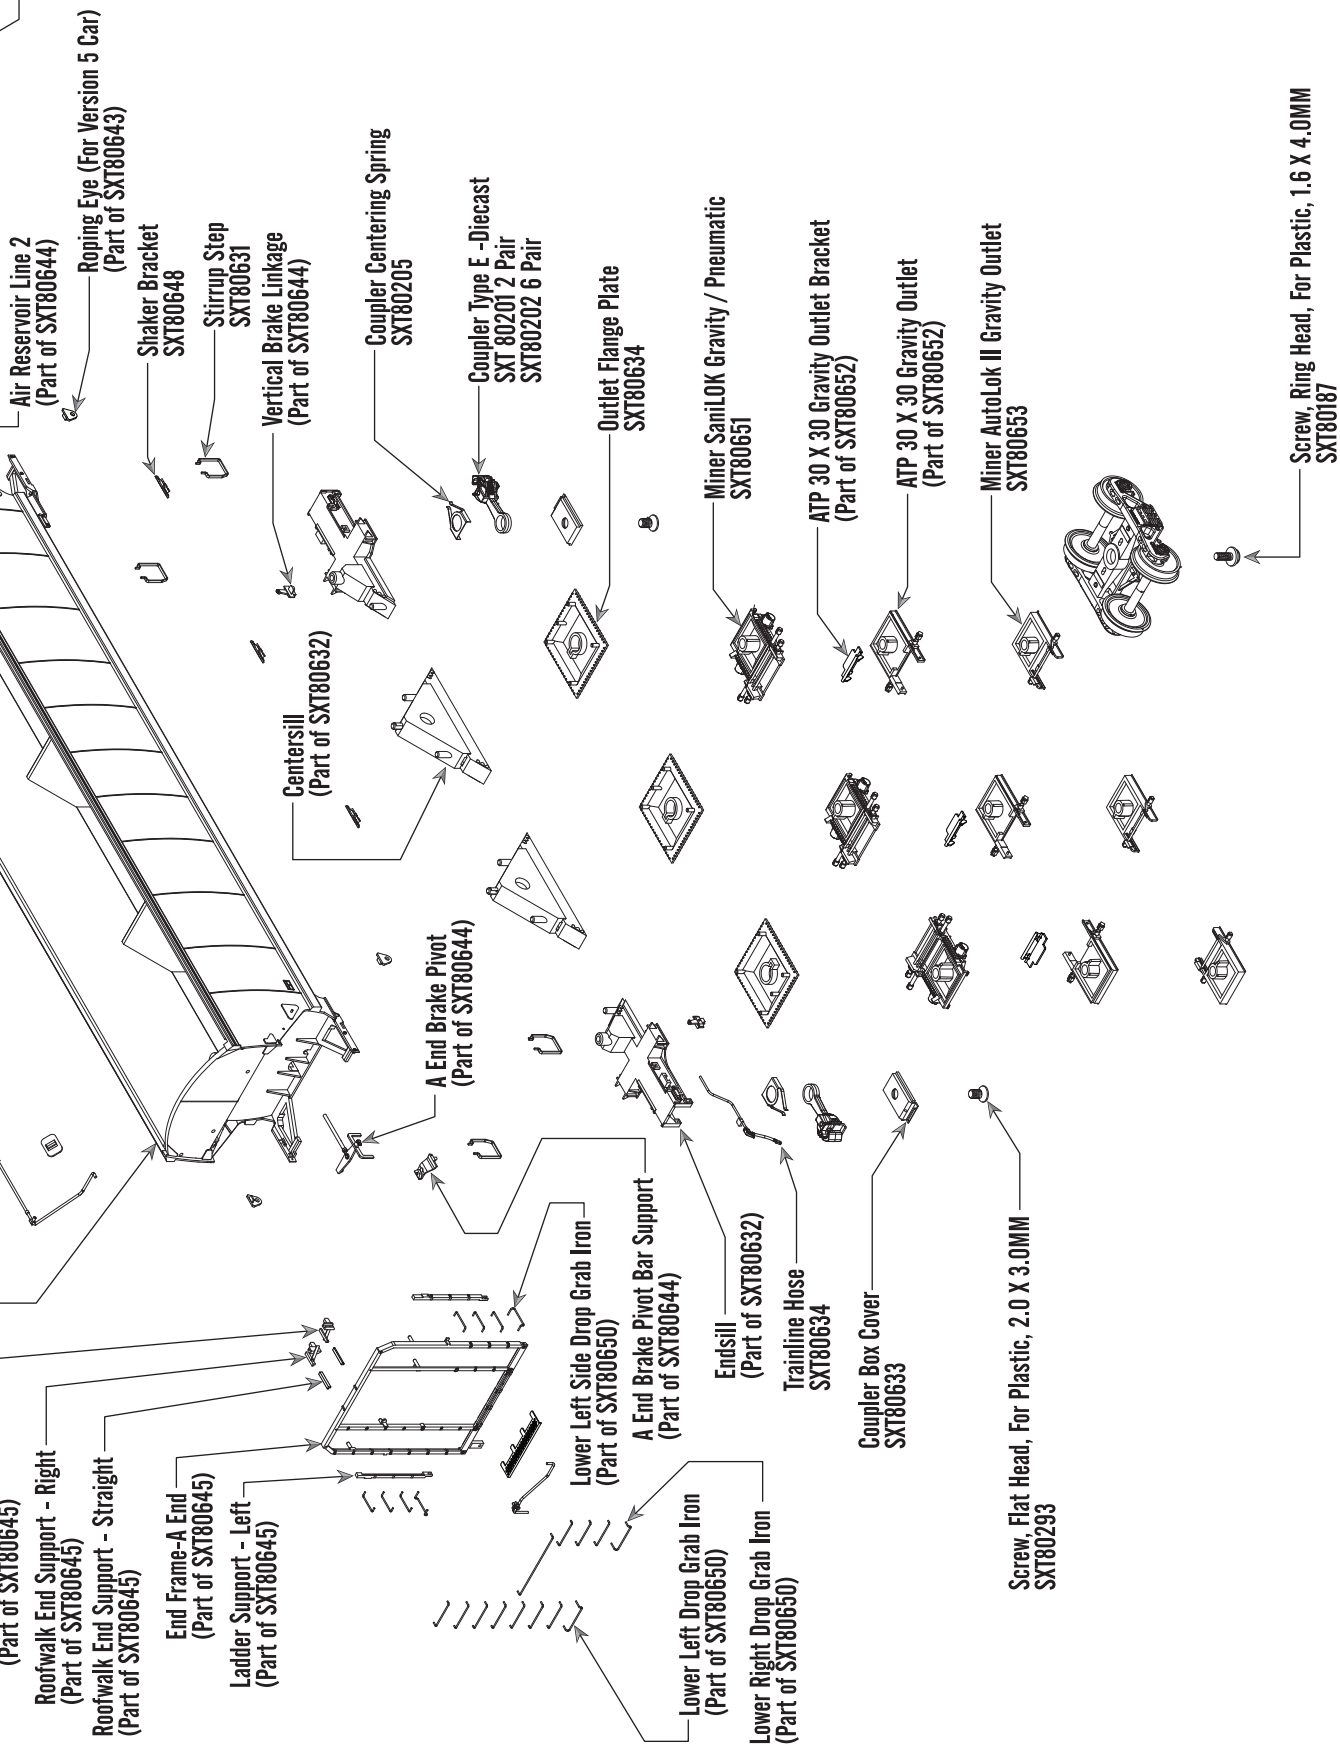 Air Reservoir Line 2
(Part of SXT80644)
Roping Eye (For Version 5 Car)
(Part of SXT80643)
Shaker Bracket
SXT80648
Stirrup Step
SXT80631
Vertical Brake Linkage
(Part of SXT80644)
Coupler Centering Spring
SXT80205
Coupler Type E -Diecast
SXT 80201 2 Pair
SXT80202 6 Pair
Outlet Flange Plate
SXT80634
Miner SaniLOK Gravity / Pneumatic
SXT80651
ATP 30 X 30 Gravity Outlet Bracket
(Part of SXT80652)
ATP 30 X 30 Gravity Outlet
(Part of SXT80652)
Miner AutoLok II Gravity Outlet
SXT80653
Screw, Ring Head, For Plastic, 1.6 X 4.0MM
SXT80187
Centersill
(Part of SXT80632)
A End Brake Pivot
(Part of SXT80644)
(Part of SXT80645)
Roofwalk End Support - Right
(Part of SXT80645)
Roofwalk End Support - Straight
(Part of SXT80645)
End Frame-A End
(Part of SXT80645)
Ladder Support - Left
(Part of SXT80645)
Lower Left Side Drop Grab Iron
(Part of SXT80650)
A End Brake Pivot Bar Support
(Part of SXT80644)
Endsill
(Part of SXT80632)
Trainline Hose
SXT80634
Coupler Box Cover
SXT80633
Screw, Flat Head, For Plastic, 2.0 X 3.0MM
SXT80293
Lower Left Drop Grab Iron
(Part of SXT80650)
Lower Right Drop Grab Iron
(Part of SXT80650)